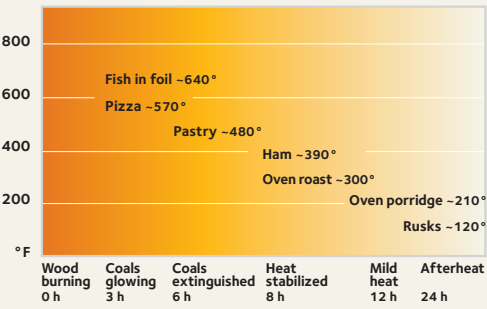 800
Fish in foil ~640°
600
Pizza ~570°
Pastry ~480°
400
Ham ~390°
Oven roast ~300°
200
Oven porridge ~210°
Rusks ~120°
°F
Wood burning 0 h
Coals glowing 3 h
Coals extinguished 6 h
Heat stabilized 8 h
Mild heat 12 h
Afterheat 24 h